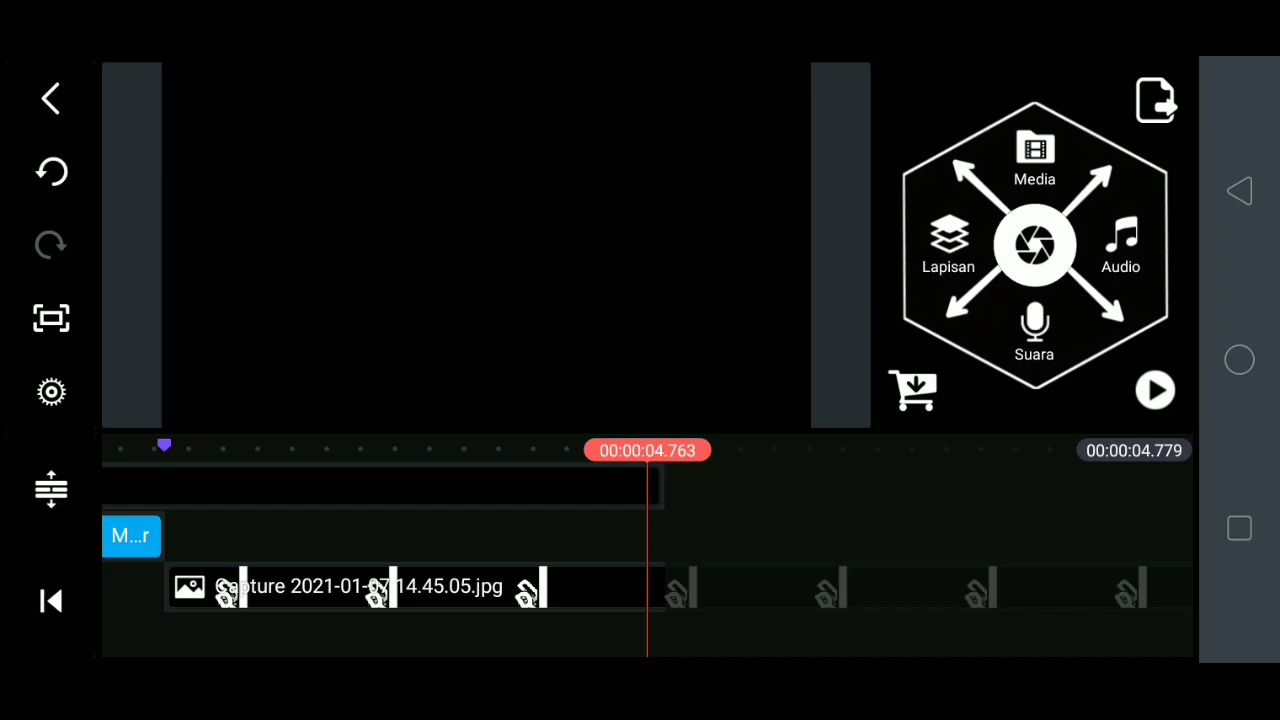 Media
Lapisan
Audio
Suara
00:00:04.763
00:00:04.779
M...r
Capture 2021-01-07 14.45.05.jpg